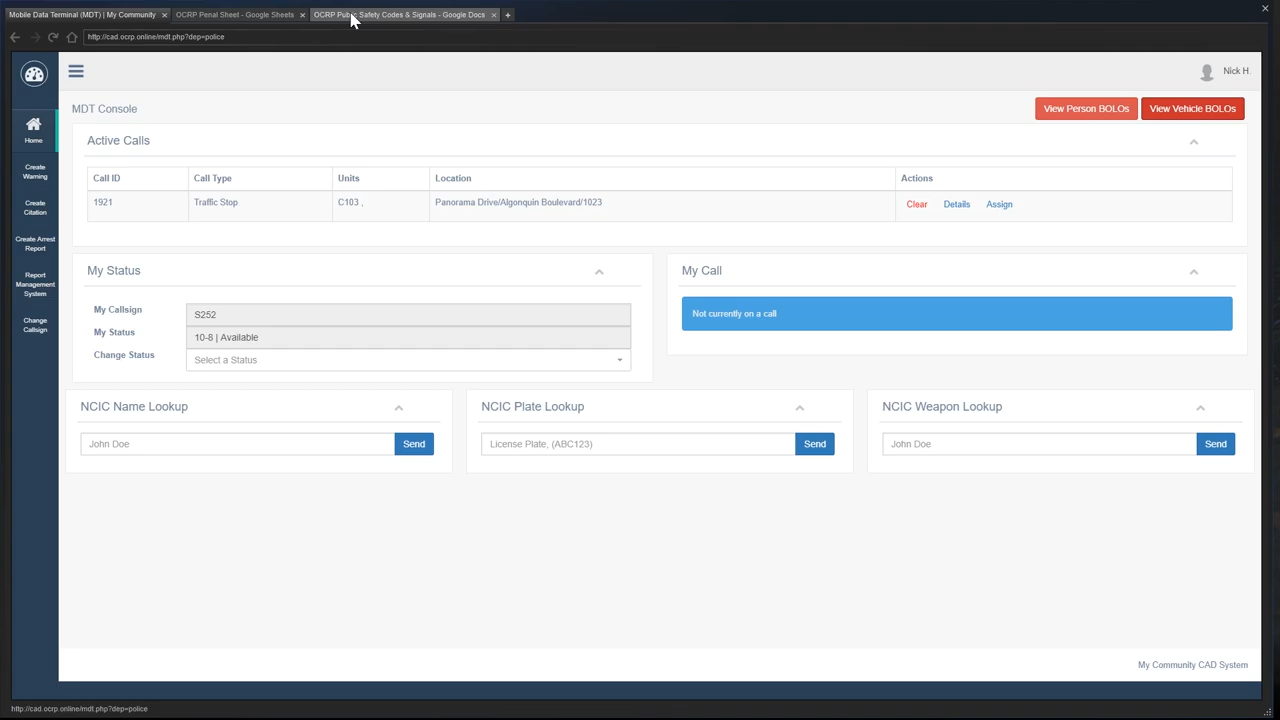 Mobile Data Terminal (MDT) | My Community
OCRP Penal Sheet - Google Sheets
OCRP Public Safety Codes & Signals - Google Docs
http://cad.ocrp.online/mdt.php?dep=police
Nick H.
MDT Console
View Person BOLOs
View Vehicle BOLOs
Home
Create
Warning
Create
Citation
Create Arrest
Report
Report
Management
System
Change
Callsign
Active Calls
Call ID Call Type Units Location Actions
1921 Traffic Stop C103 , Panorama Drive/Algonquin Boulevard/1023 Clear Details Assign
My Status
My Callsign S252
My Status 10-8 | Available
Change Status Select a Status
My Call
Not currently on a call
NCIC Name Lookup
John Doe Send
NCIC Plate Lookup
License Plate, (ABC123) Send
NCIC Weapon Lookup
John Doe Send
My Community CAD System
http://cad.ocrp.online/mdt.php?dep=police